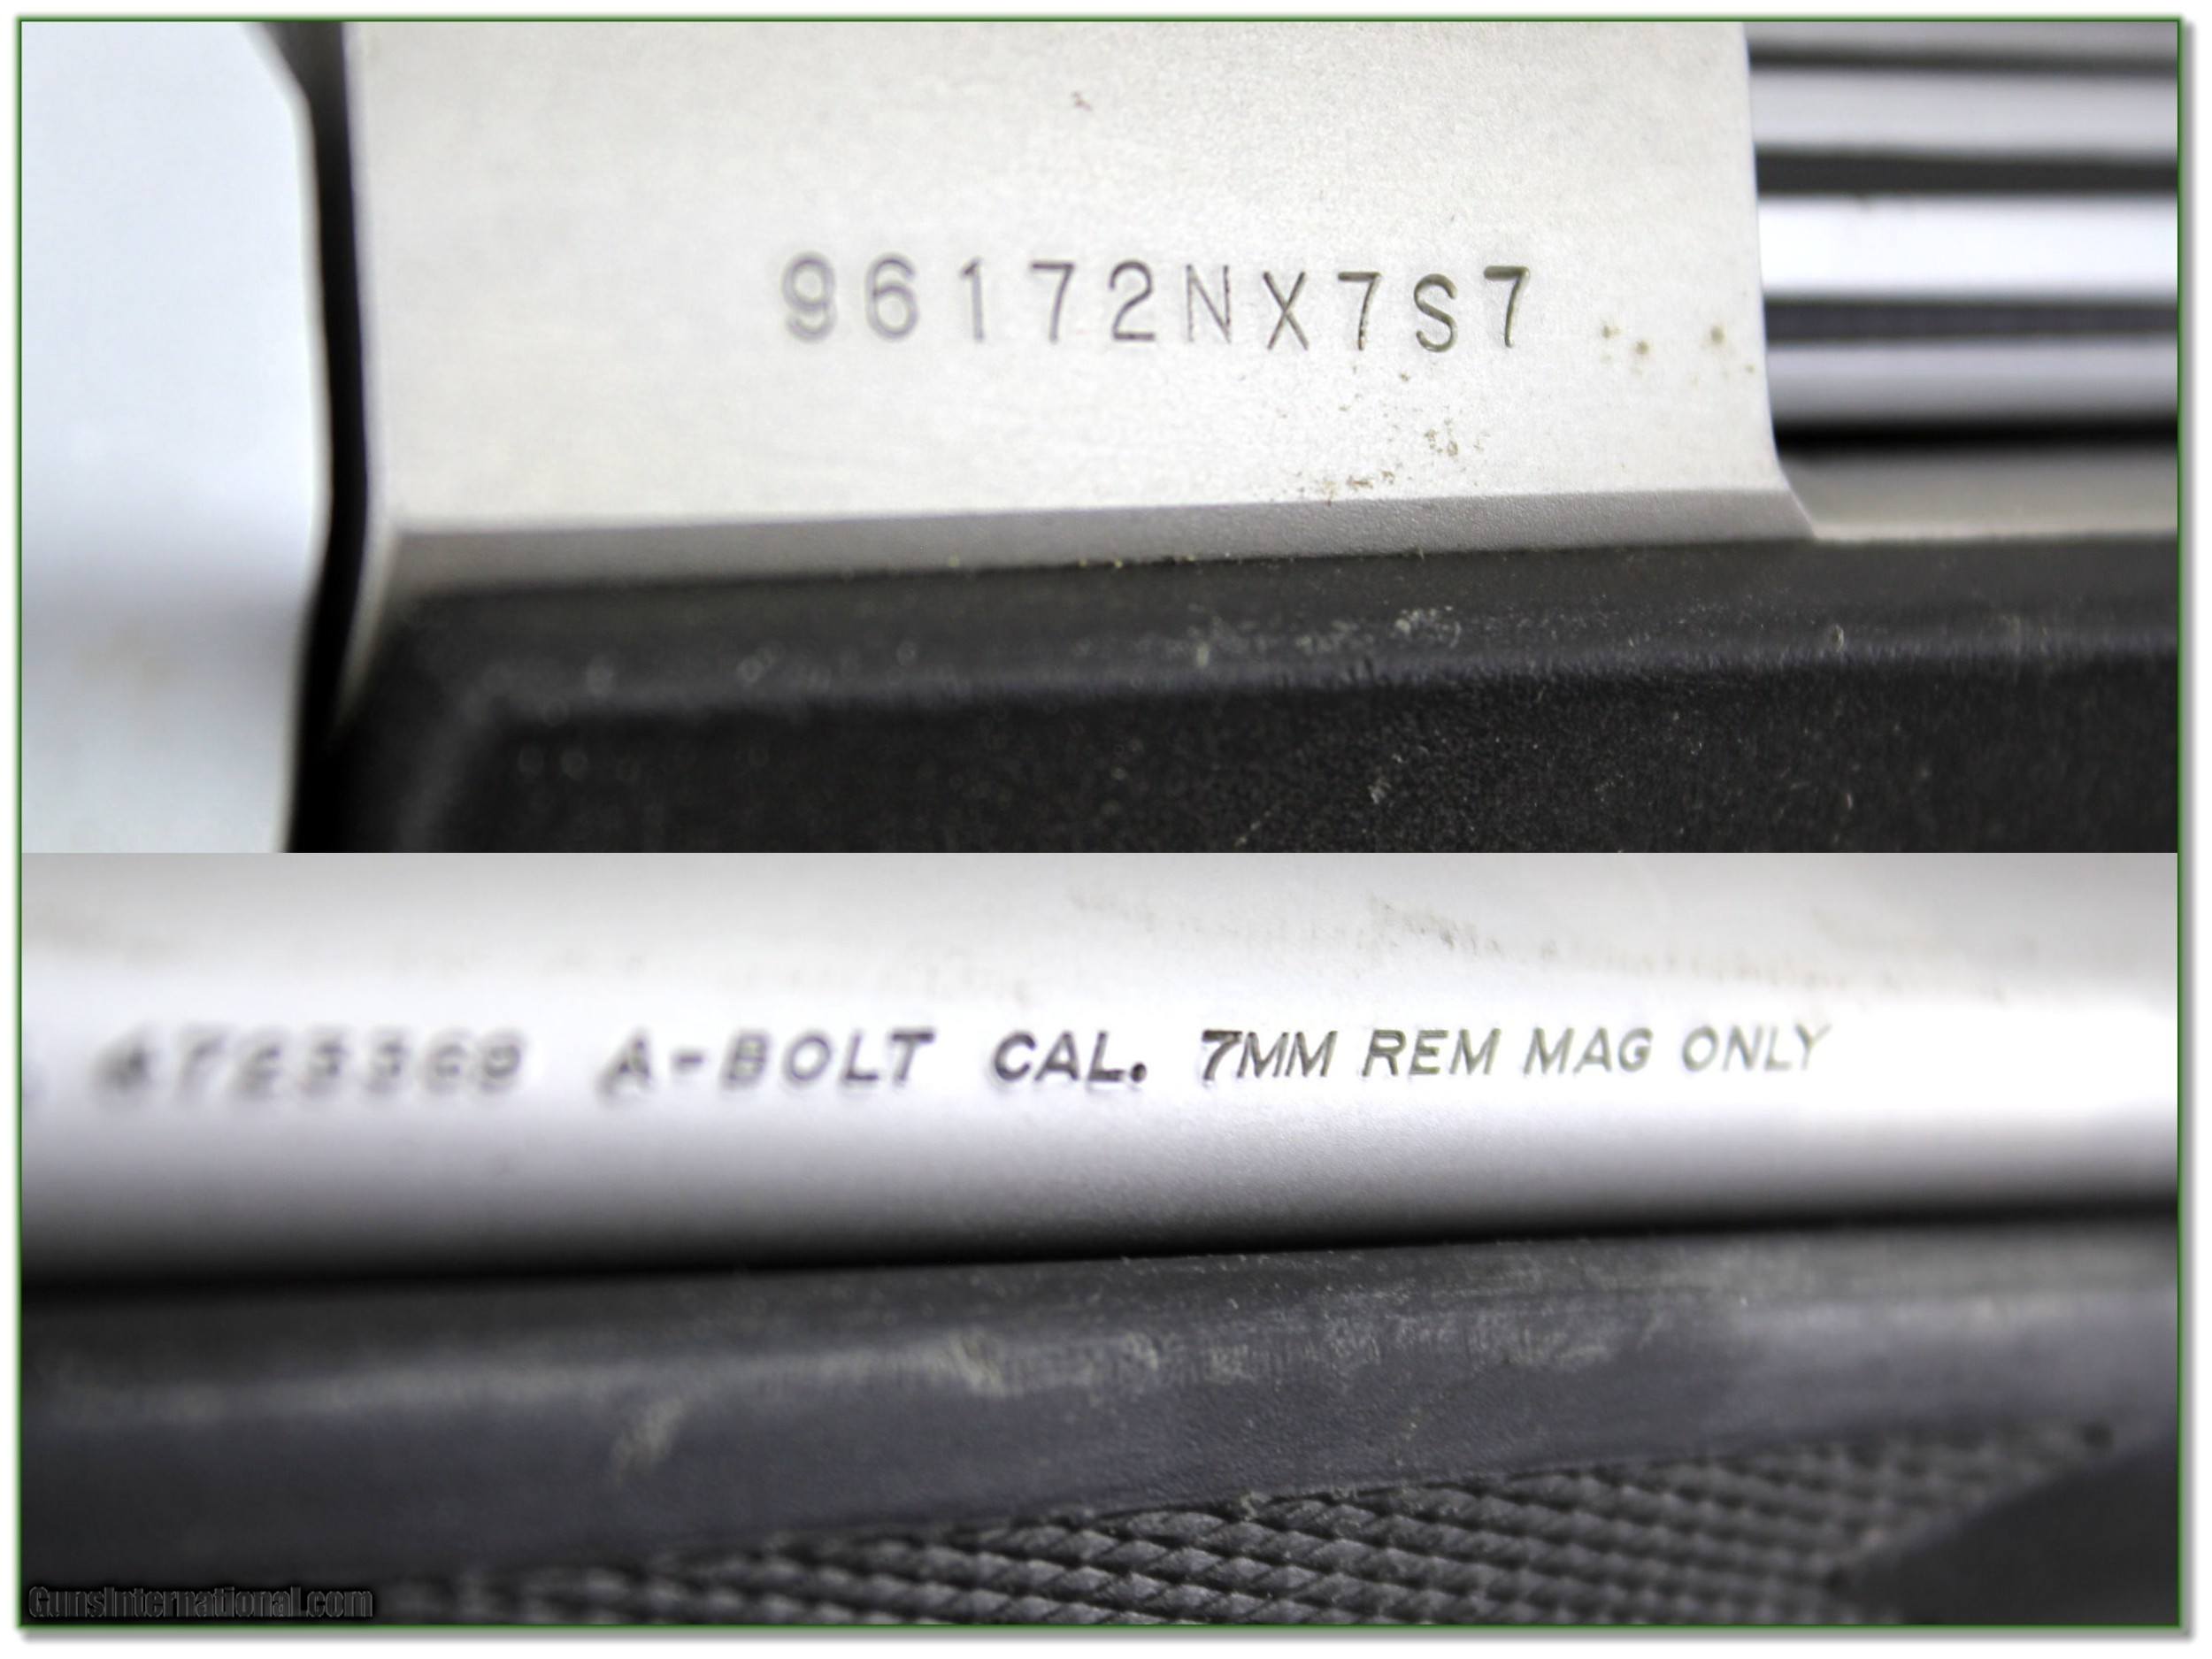 96172NX7S7
A-BOLT CAL. 7MM REM MAG ONLY
GunsInternational.com